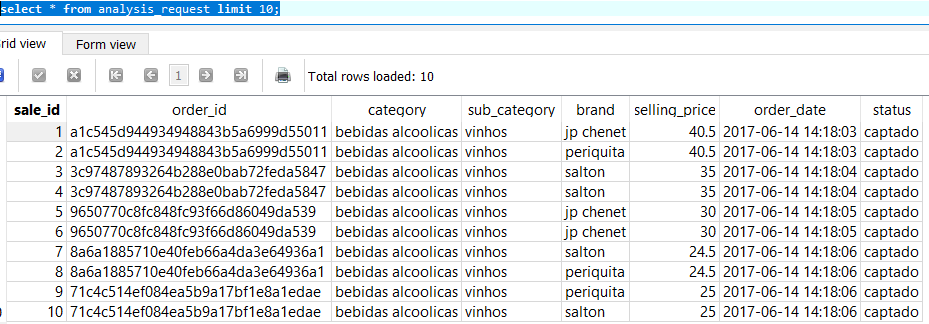 select * from analysis_request limit 10;
Grid view Form view
1 Total rows loaded: 10
sale_id order_id category sub_category brand selling_price order_date status
1 a1c545d944934948843b5a6999d55011 bebidas alcoolicas vinhos jp chenet 40.5 2017-06-14 14:18:03 captado
2 a1c545d944934948843b5a6999d55011 bebidas alcoolicas vinhos periquita 40.5 2017-06-14 14:18:03 captado
3 3c97487893264b288e0bab72feda5847 bebidas alcoolicas vinhos salton 35 2017-06-14 14:18:04 captado
4 3c97487893264b288e0bab72feda5847 bebidas alcoolicas vinhos salton 35 2017-06-14 14:18:04 captado
5 9650770c8fc848fc93f66d86049da539 bebidas alcoolicas vinhos jp chenet 30 2017-06-14 14:18:05 captado
6 9650770c8fc848fc93f66d86049da539 bebidas alcoolicas vinhos jp chenet 30 2017-06-14 14:18:05 captado
7 8a6a1885710e40feb66a4da3e64936a1 bebidas alcoolicas vinhos salton 24.5 2017-06-14 14:18:06 captado
8 8a6a1885710e40feb66a4da3e64936a1 bebidas alcoolicas vinhos periquita 24.5 2017-06-14 14:18:06 captado
9 71c4c514ef084ea5b9a17bf1e8a1edae bebidas alcoolicas vinhos periquita 25 2017-06-14 14:18:06 captado
10 71c4c514ef084ea5b9a17bf1e8a1edae bebidas alcoolicas vinhos salton 25 2017-06-14 14:18:06 captado